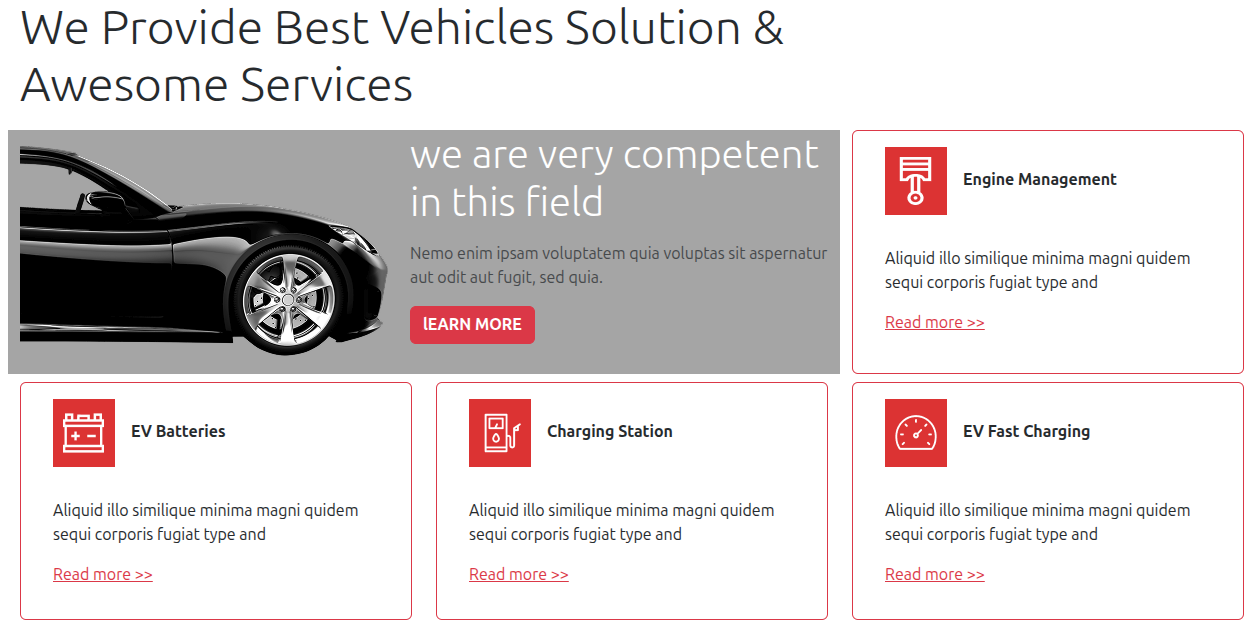 We Provide Best Vehicles Solution &
Awesome Services
we are very competent
in this field
Nemo enim ipsam voluptatem quia voluptas sit aspernatur
aut odit aut fugit, sed quia.
lEARN MORE
Engine Management
Aliquid illo similique minima magni quidem
sequi corporis fugiat type and
Read more >>
EV Batteries
Aliquid illo similique minima magni quidem
sequi corporis fugiat type and
Read more >>
Charging Station
Aliquid illo similique minima magni quidem
sequi corporis fugiat type and
Read more >>
EV Fast Charging
Aliquid illo similique minima magni quidem
sequi corporis fugiat type and
Read more >>